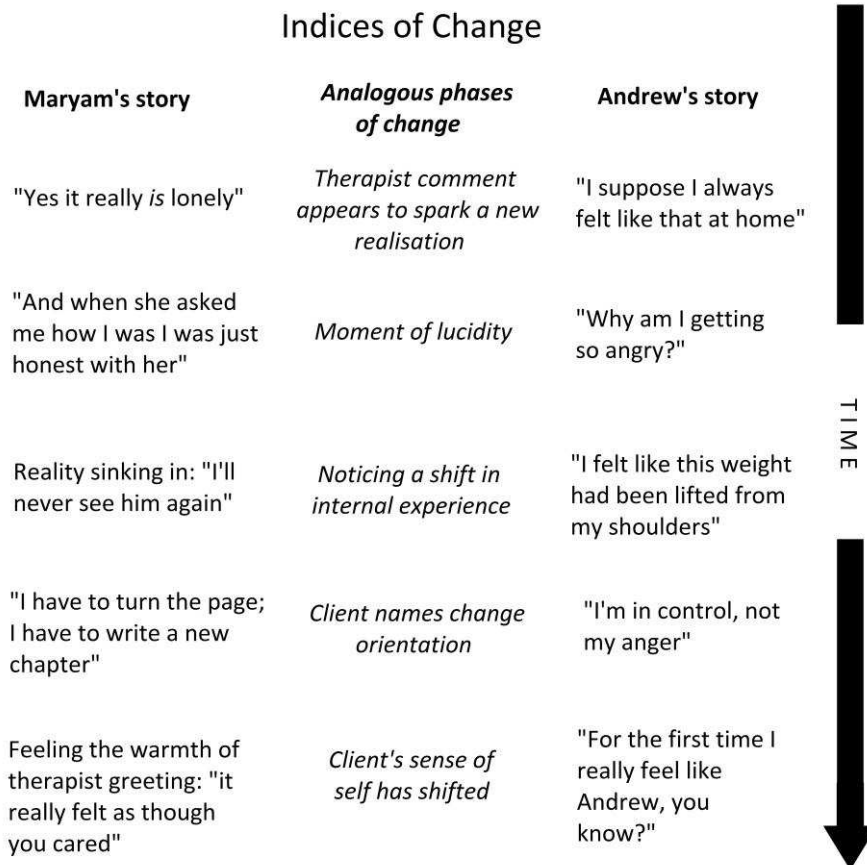 Indices of Change
Maryam's story
Analogous phases
of change
Andrew's story
"Yes it really is lonely"
Therapist comment
appears to spark a new
realisation
"I suppose I always
felt like that at home"
"And when she asked
me how I was I was just
honest with her"
Moment of lucidity
"Why am I getting
so angry?"
Reality sinking in: "I'll
never see him again"
Noticing a shift in
internal experience
"I felt like this weight
had been lifted from
my shoulders"
"I have to turn the page;
I have to write a new
chapter"
Client names change
orientation
"I'm in control, not
my anger"
Feeling the warmth of
therapist greeting: "it
really felt as though
you cared"
Client's sense of
self has shifted
"For the first time I
really feel like
Andrew, you
know?"
TIME